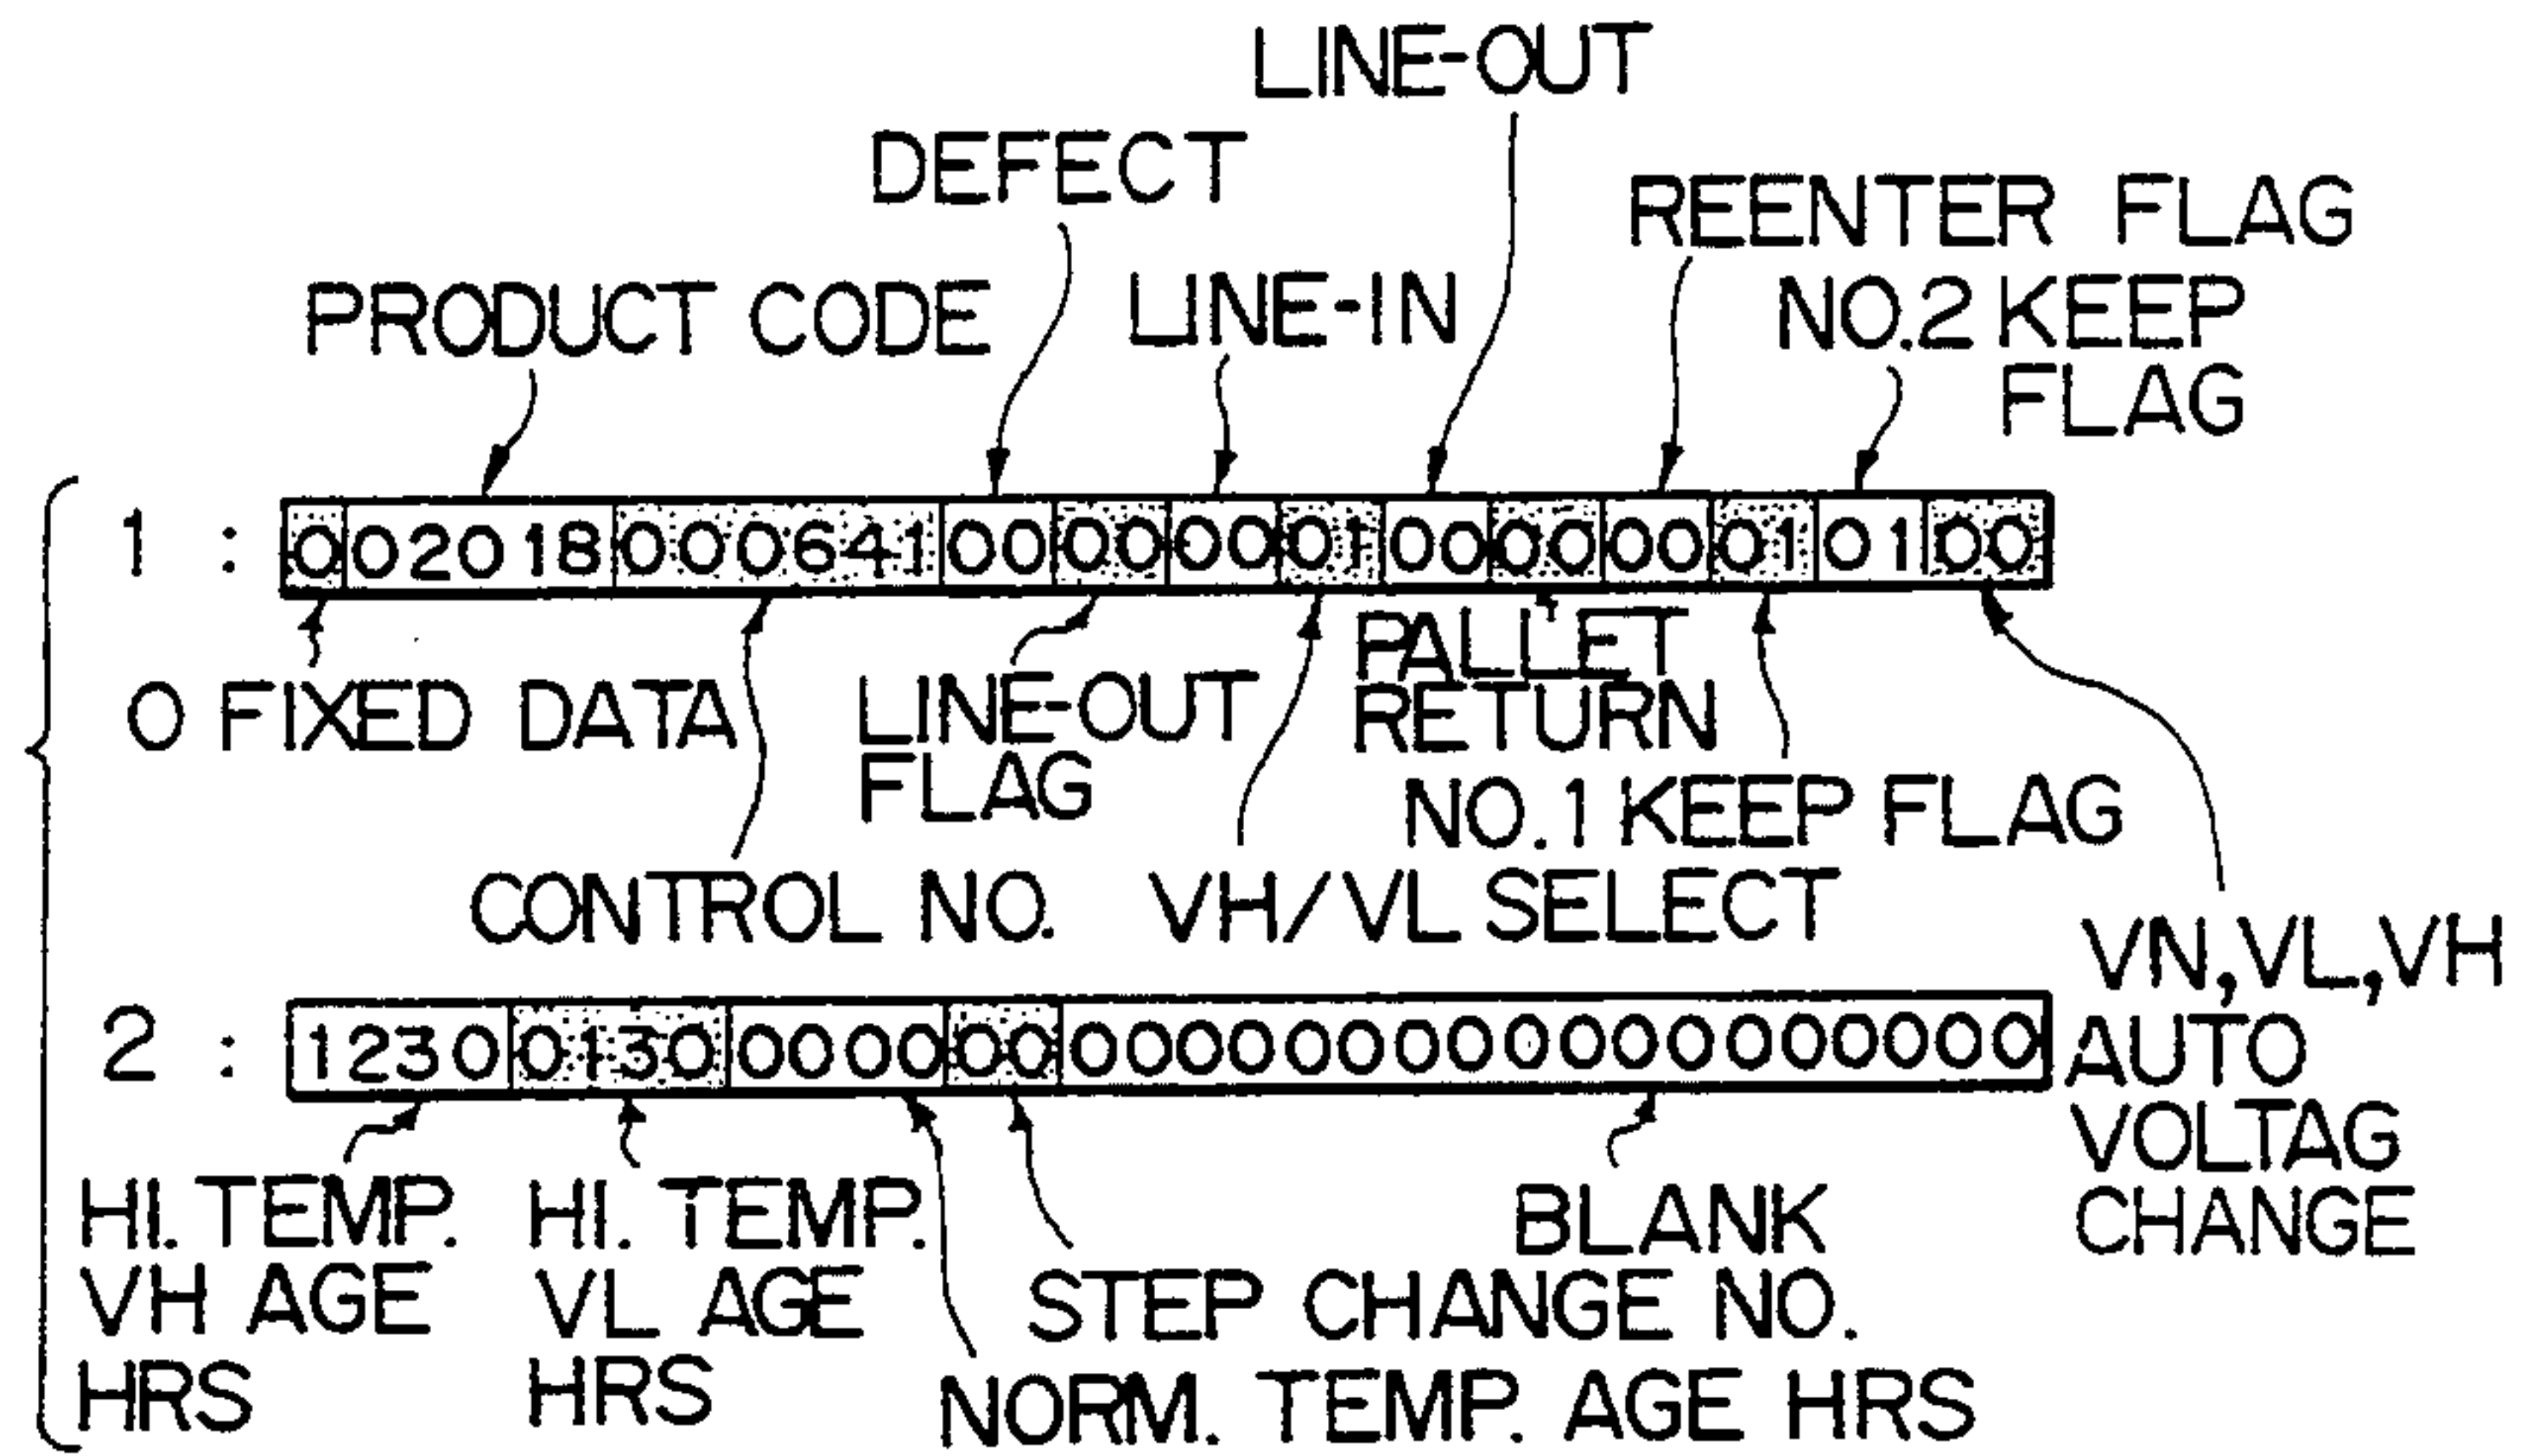 LINE-OUT
DEFECT
REENTER FLAG
PRODUCT CODE
LINE-IN
NO.2 KEEP
FLAG
1 : 0 02018 000641 00 00 00 01 00 00 00 01 01 00
0 FIXED DATA
LINE-OUT
FLAG
PALLET
RETURN
NO.1 KEEP FLAG
CONTROL NO.
VH/VL SELECT
VN,VL,VH
AUTO
VOLTAG
CHANGE
2 : 1230 0130 0000 00 000000000000000000
HI. TEMP.
VH AGE
HRS
HI. TEMP.
VL AGE
HRS
BLANK
STEP CHANGE NO.
NORM. TEMP. AGE HRS